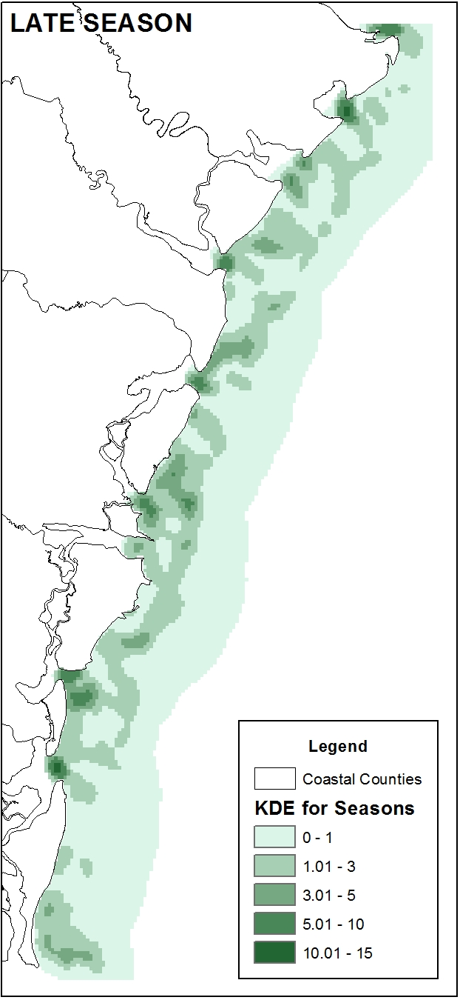 LATE SEASON
Legend
Coastal Counties
KDE for Seasons
0 - 1
1.01 - 3
3.01 - 5
5.01 - 10
10.01 - 15